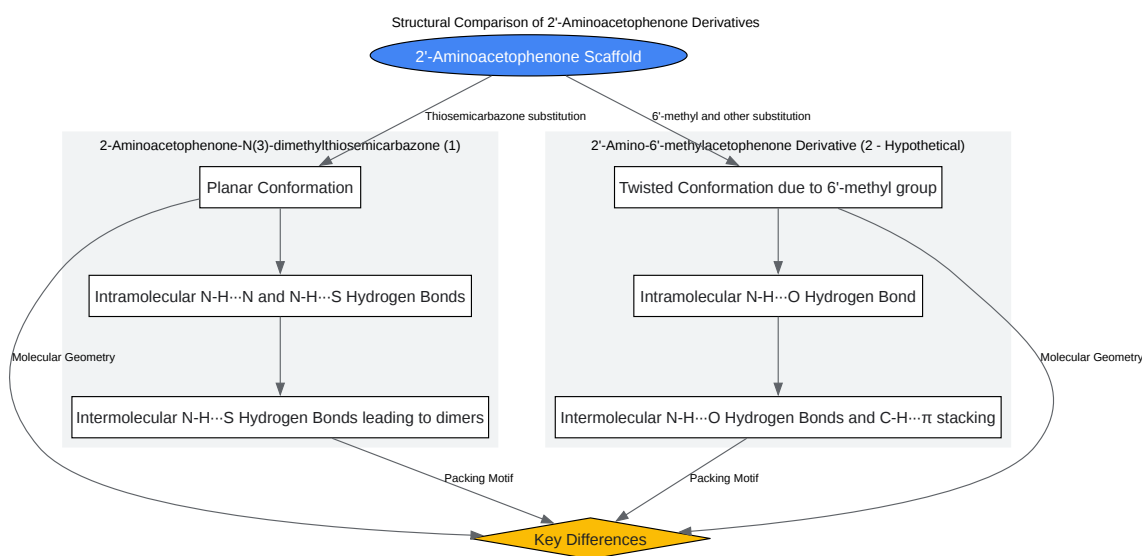 Structural Comparison of 2'-Aminoacetophenone Derivatives
2'-Aminoacetophenone Scaffold
Thiosemicarbazone substitution
6'-methyl and other substitution
2-Aminoacetophenone-N(3)-dimethylthiosemicarbazone (1)
2'-Amino-6'-methylacetophenone Derivative (2 - Hypothetical)
Planar Conformation
Twisted Conformation due to 6'-methyl group
Intramolecular N-H···N and N-H···S Hydrogen Bonds
Intramolecular N-H···O Hydrogen Bond
Molecular Geometry
Molecular Geometry
Intermolecular N-H···S Hydrogen Bonds leading to dimers
Intermolecular N-H···O Hydrogen Bonds and C-H···π stacking
Packing Motif
Packing Motif
Key Differences